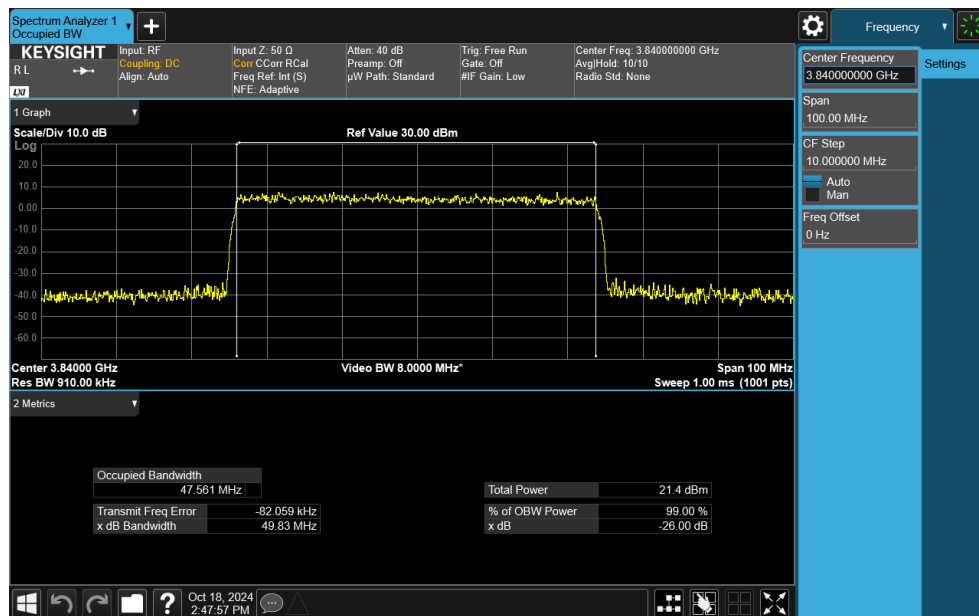 Spectrum Analyzer 1
Occupied BW
Frequency
KEYSIGHT
R L
LXI
Input: RF
Coupling: DC
Align: Auto
Input Z: 50 Ω
Corr CCorr RCal
Freq Ref: Int (S)
NFE: Adaptive
Atten: 40 dB
Preamp: Off
µW Path: Standard
Trig: Free Run
Gate: Off
#IF Gain: Low
Center Freq: 3.840000000 GHz
Avg|Hold: 10/10
Radio Std: None
Center Frequency
3.840000000 GHz
Settings
Span
100.00 MHz
CF Step
10.000000 MHz
Auto
Man
Freq Offset
0 Hz
1 Graph
Scale/Div 10.0 dB
Ref Value 30.00 dBm
Log
20.0
10.0
0.00
-10.0
-20.0
-30.0
-40.0
-50.0
-60.0
Center 3.84000 GHz
Video BW 8.0000 MHz*
Span 100 MHz
Res BW 910.00 kHz
Sweep 1.00 ms (1001 pts)
2 Metrics
Occupied Bandwidth
47.561 MHz
Transmit Freq Error -82.059 kHz
x dB Bandwidth 49.83 MHz
Total Power 21.4 dBm
% of OBW Power 99.00 %
x dB -26.00 dB
?
Oct 18, 2024
2:47:57 PM